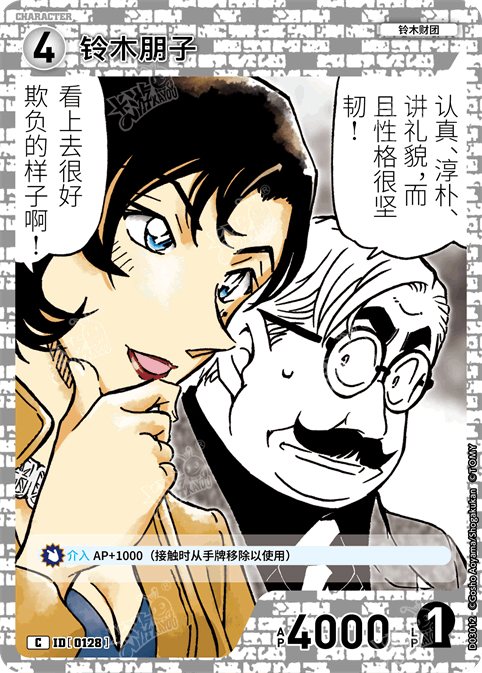 CHARACTER
4
铃木朋子
铃木财团
认真、淳朴、
讲礼貌，而
且性格很坚
韧！
看上去很好
欺负的样子啊！
介入 AP+1000（接触时从手牌移除以使用）
C ID[0128]
AP 4000 LP 1
D03012 ©Gosho Aoyama/Shogakukan ©TOMY